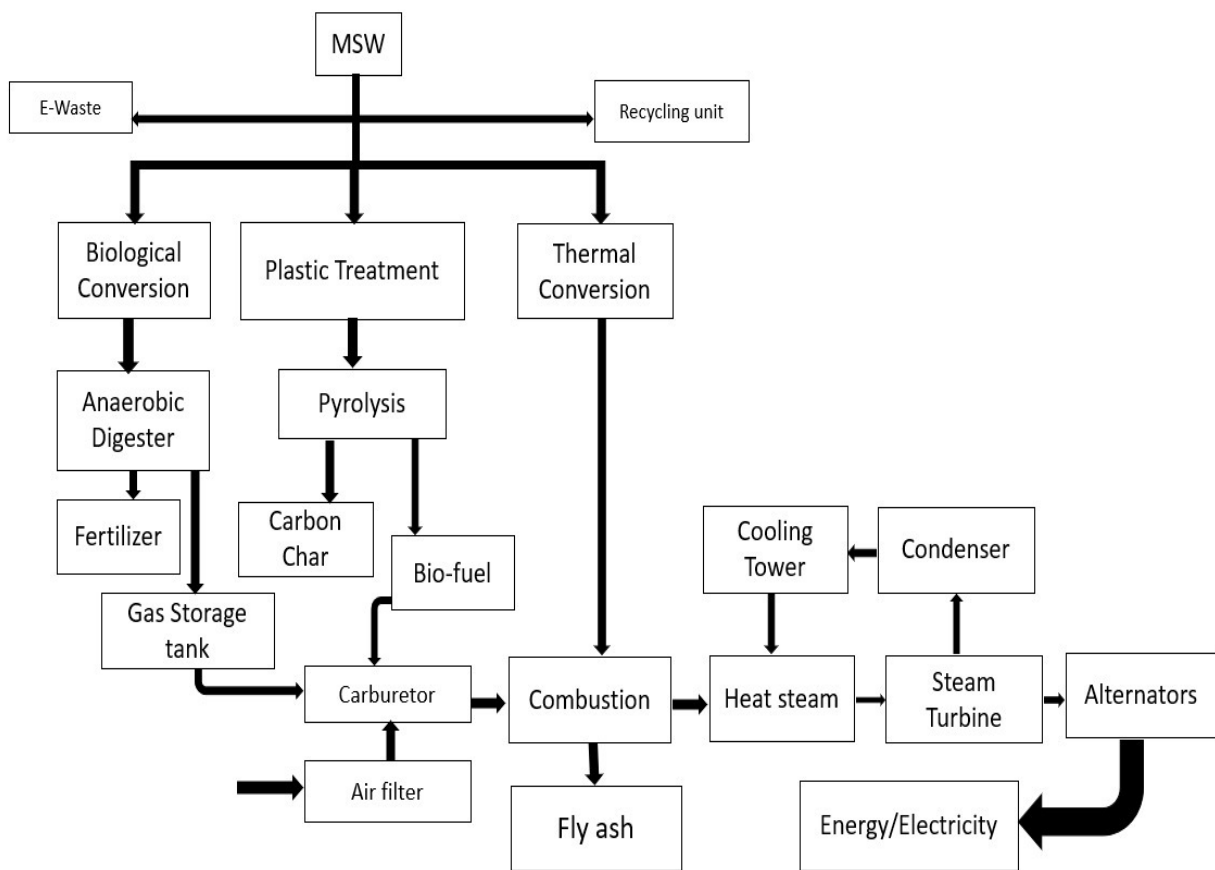 MSW
E-Waste
Recycling unit
Biological
Conversion
Plastic Treatment
Thermal
Conversion
Anaerobic
Digester
Pyrolysis
Fertilizer
Carbon
Char
Bio-fuel
Cooling
Tower
Condenser
Gas Storage
tank
Carburetor
Combustion
Heat steam
Steam
Turbine
Alternators
Air filter
Fly ash
Energy/Electricity